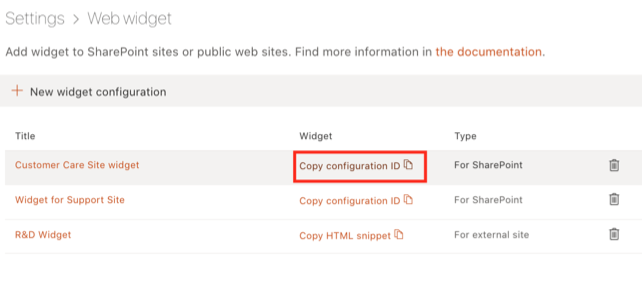 Settings > Web widget
Add widget to SharePoint sites or public web sites. Find more information in the documentation.
+ New widget configuration
Title Widget Type
Customer Care Site widget Copy configuration ID For SharePoint
Widget for Support Site Copy configuration ID For SharePoint
R&D Widget Copy HTML snippet For external site